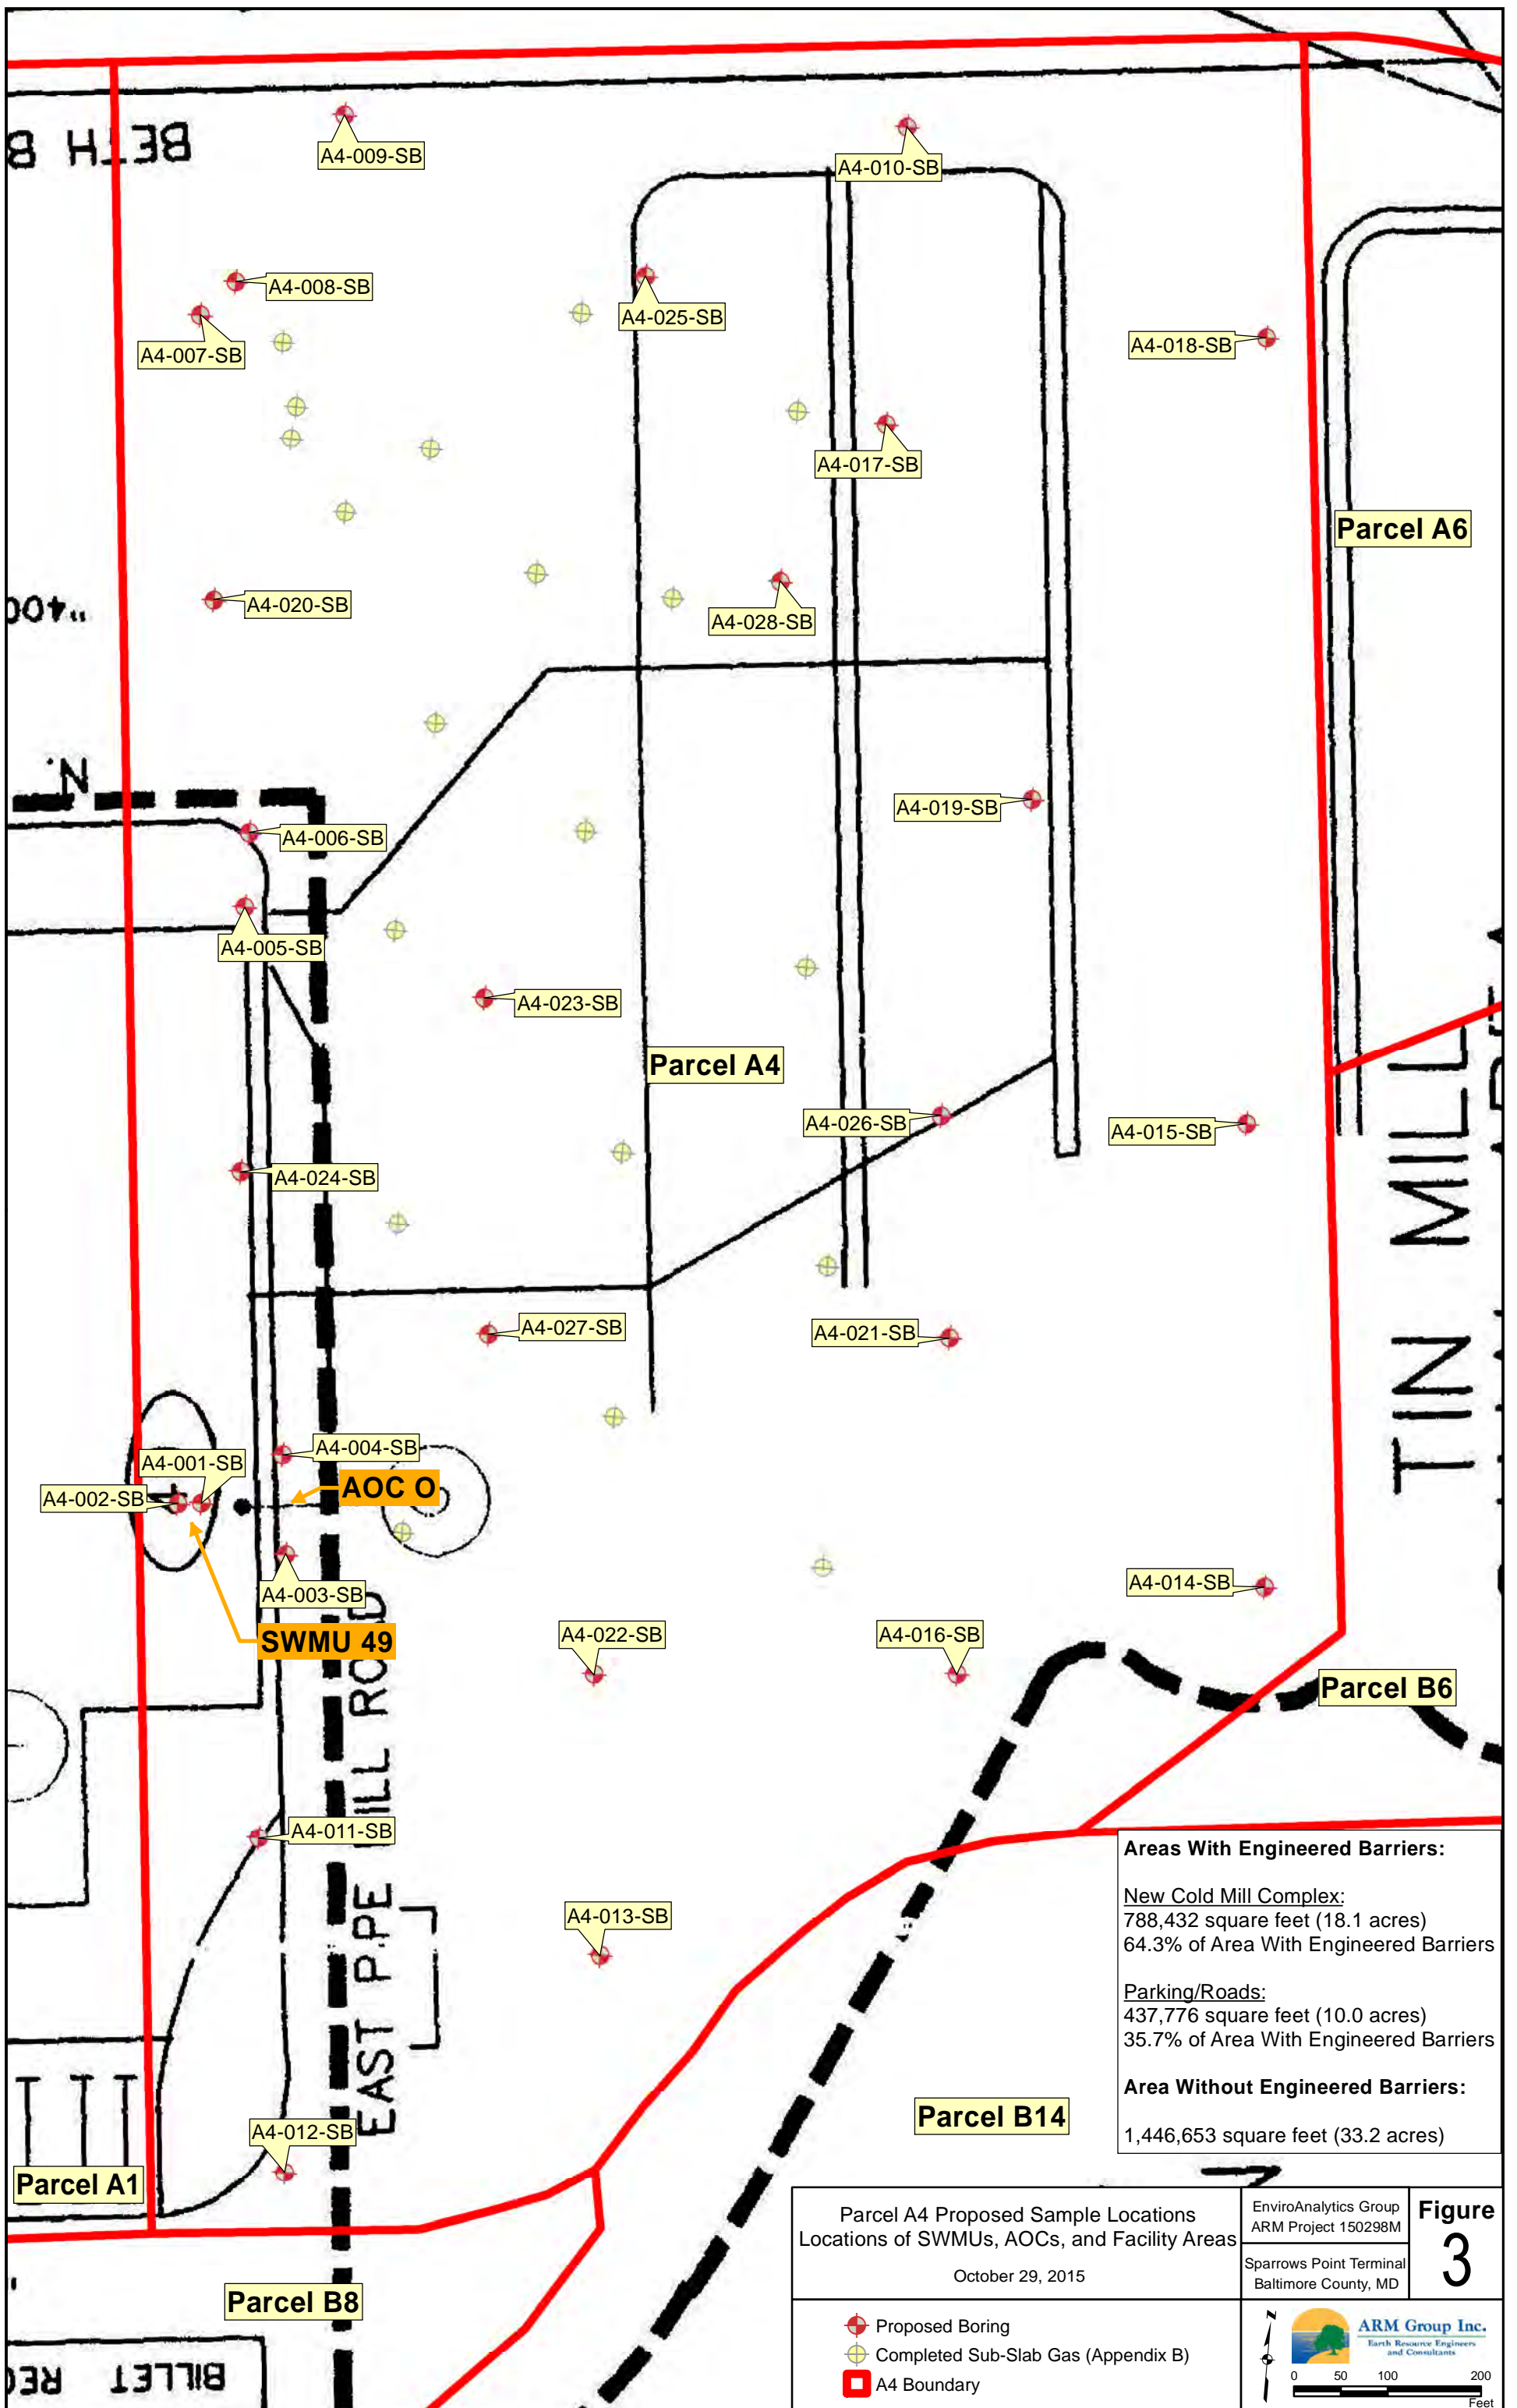 BETH B
A4-009-SB
A4-010-SB
A4-008-SB
A4-025-SB
A4-007-SB
A4-018-SB
A4-017-SB
Parcel A6
A4-020-SB
A4-028-SB
"400
N.
A4-019-SB
A4-006-SB
A4-005-SB
A4-023-SB
Parcel A4
A4-026-SB
A4-015-SB
TIN MILL
A4-024-SB
A4-027-SB
A4-021-SB
A4-004-SB
A4-001-SB
A4-002-SB
AOC O
A4-003-SB
A4-014-SB
SWMU 49
A4-022-SB
A4-016-SB
Parcel B6
EAST P.PE MILL ROAD
A4-011-SB
A4-013-SB
Areas With Engineered Barriers:
New Cold Mill Complex:
788,432 square feet (18.1 acres)
64.3% of Area With Engineered Barriers
Parking/Roads:
437,776 square feet (10.0 acres)
35.7% of Area With Engineered Barriers
Area Without Engineered Barriers:
1,446,653 square feet (33.2 acres)
Parcel B14
A4-012-SB
Parcel A1
Parcel B8
BILLET REC
Parcel A4 Proposed Sample Locations
Locations of SWMUs, AOCs, and Facility Areas
October 29, 2015
EnviroAnalytics Group
ARM Project 150298M
Sparrows Point Terminal
Baltimore County, MD
Figure
3
Proposed Boring
Completed Sub-Slab Gas (Appendix B)
A4 Boundary
N
ARM Group Inc.
Earth Resource Engineers
and Consultants
0 50 100 200
Feet